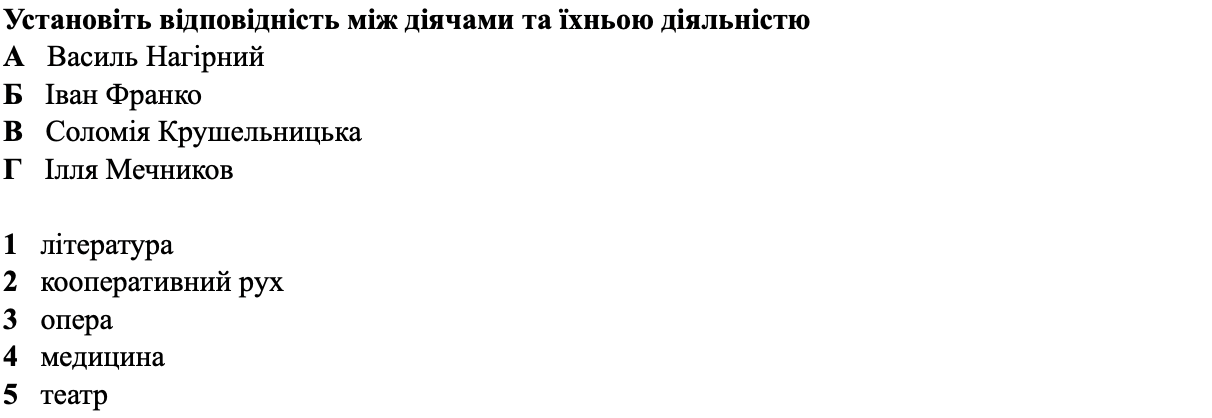 Установіть відповідність між діячами та їхньою діяльністю
А Василь Нагірний
Б Іван Франко
В Соломія Крушельницька
Г Ілля Мечников
1 література
2 кооперативний рух
3 опера
4 медицина
5 театр